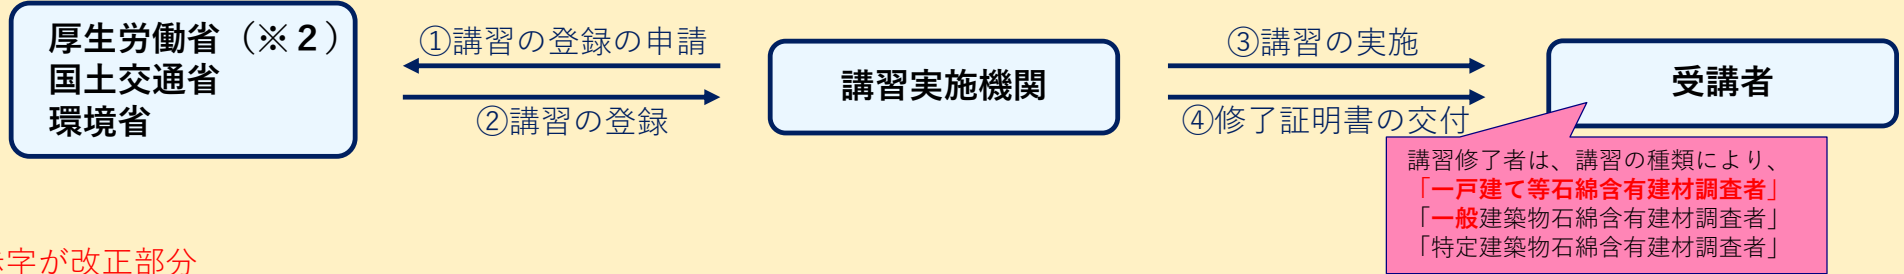 厚生労働省（※２）
国土交通省
環境省
①講習の登録の申請
②講習の登録
講習実施機関
③講習の実施
④修了証明書の交付
受講者
講習修了者は、講習の種類により、
「一戸建て等石綿含有建材調査者」
「一般建築物石綿含有建材調査者」
「特定建築物石綿含有建材調査者」
字が改正部分